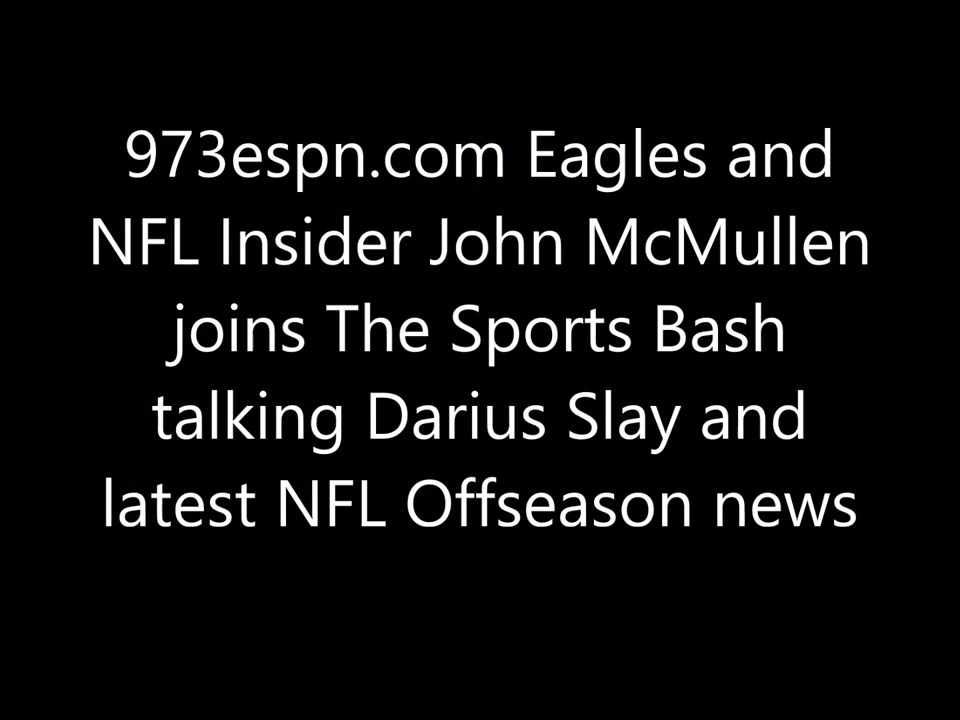 973espn.com Eagles and
NFL Insider John McMullen
joins The Sports Bash
talking Darius Slay and
latest NFL Offseason news